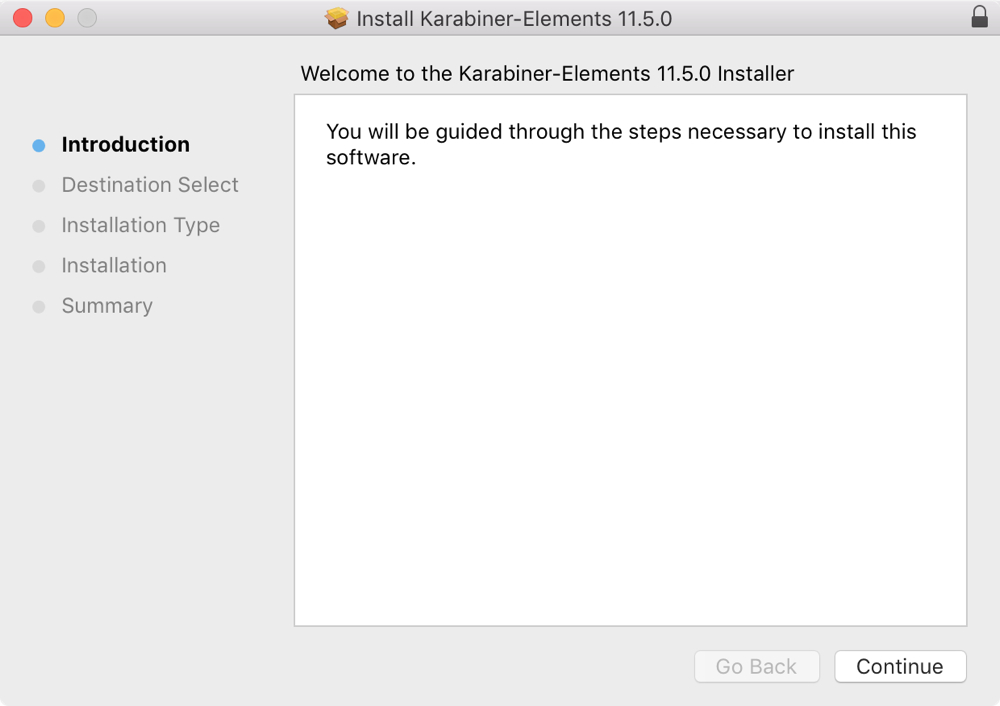 Install Karabiner-Elements 11.5.0
Welcome to the Karabiner-Elements 11.5.0 Installer
Introduction
Destination Select
Installation Type
Installation
Summary
You will be guided through the steps necessary to install this
software.
Go Back
Continue